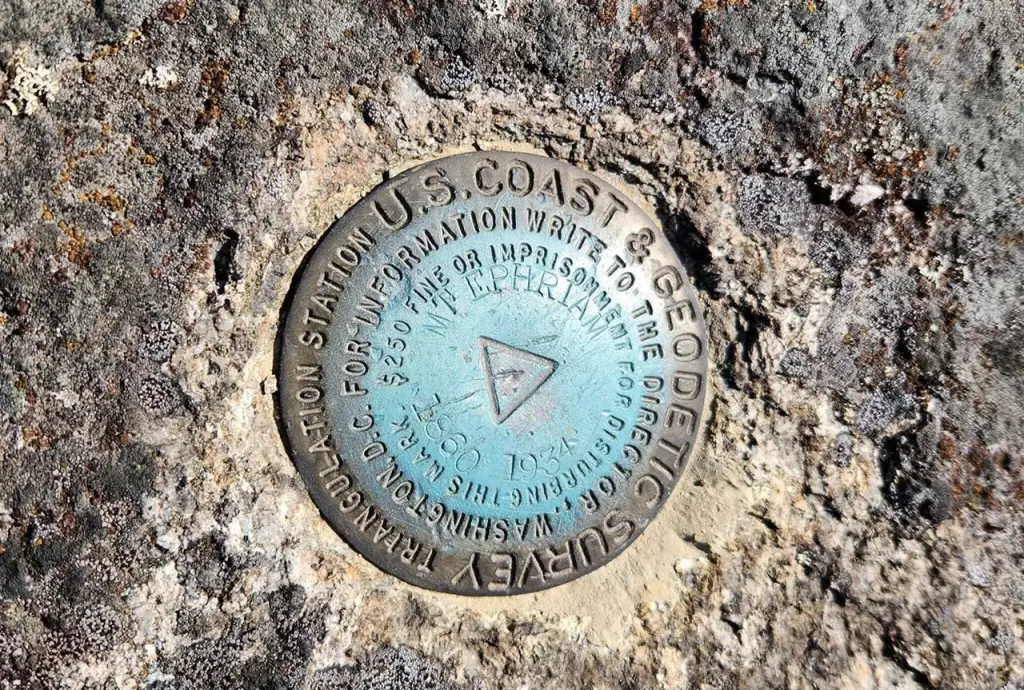 U.S. COAST & GEODETIC SURVEY
TRIANGULATION STATION
FOR INFORMATION WRITE TO THE DIRECTOR, WASHINGTON, D.C.
$250 FINE OR IMPRISONMENT FOR DISTURBING THIS MARK.
MT EPHRIAM
1860 1934